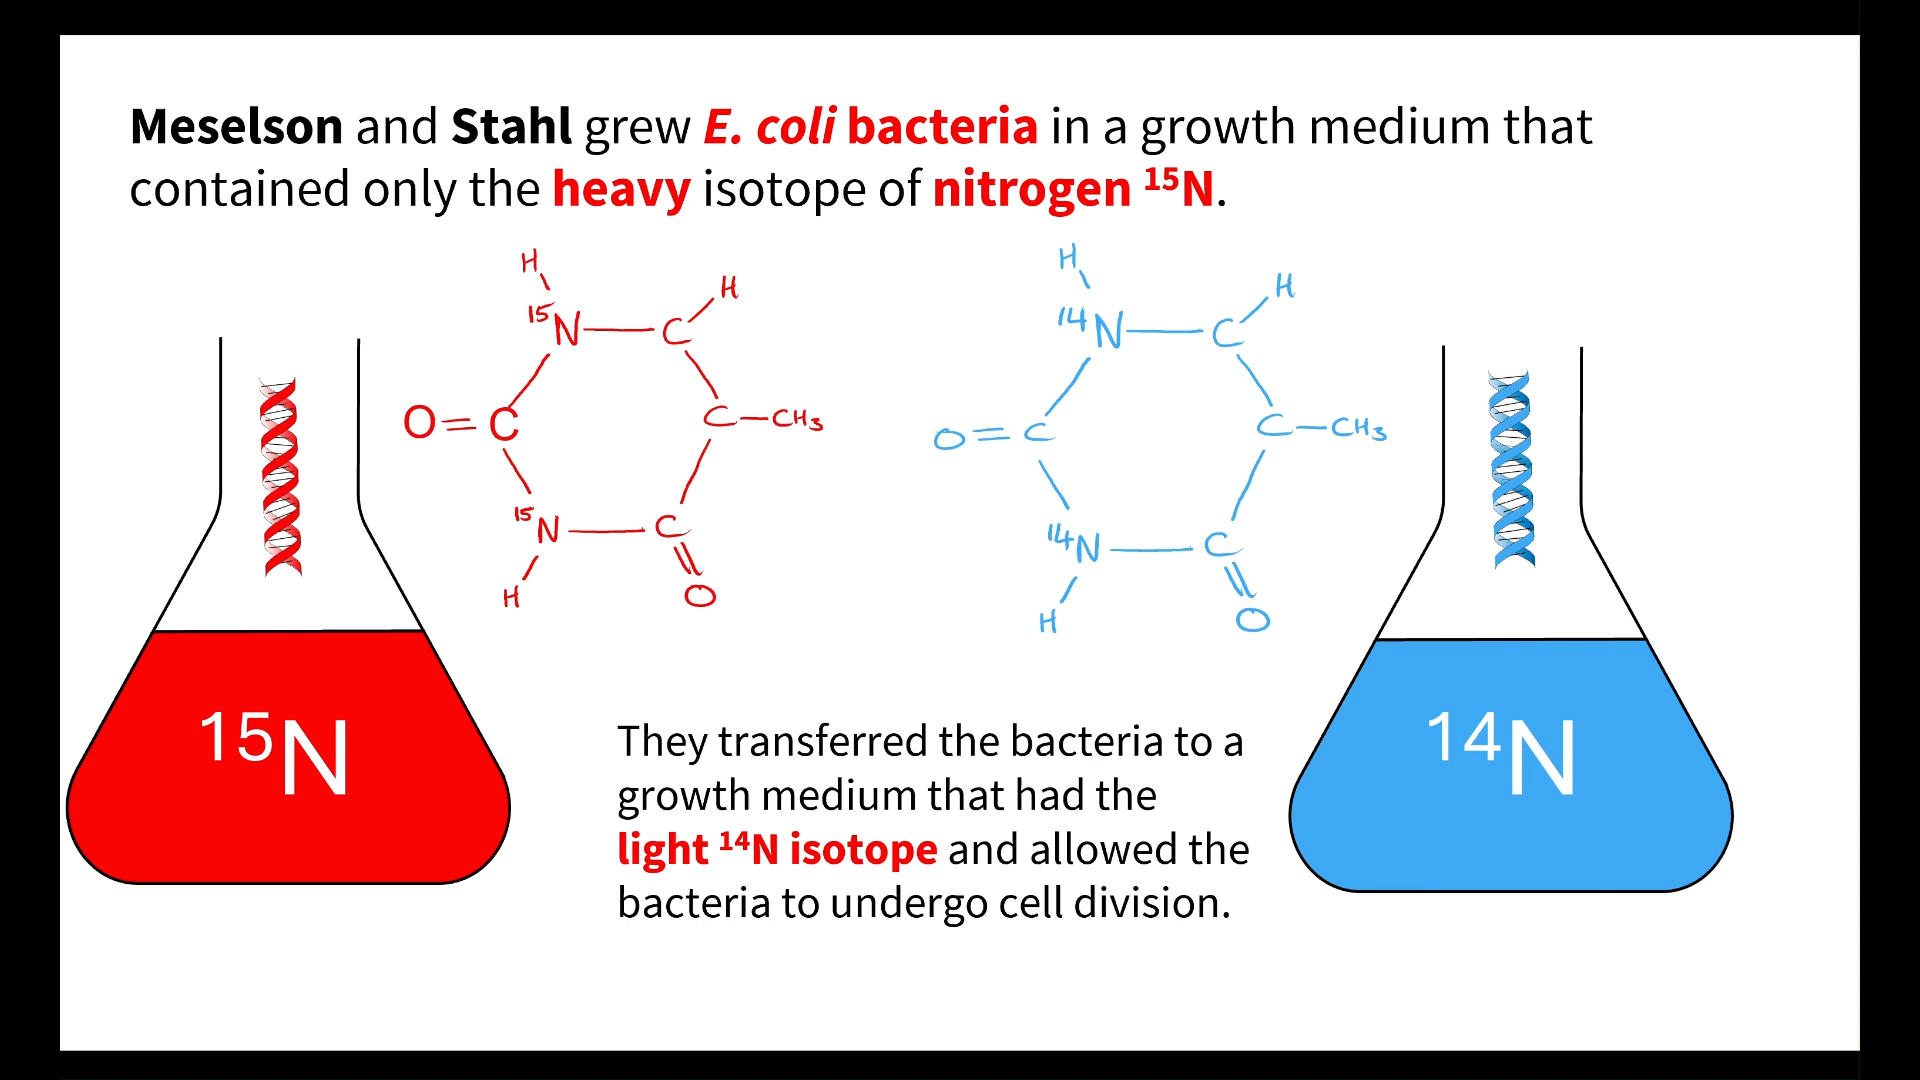 Meselson and Stahl grew E. coli bacteria in a growth medium that
contained only the heavy isotope of nitrogen ¹⁵N.
H
H
¹⁵N C
O=C
C-CH₃
¹⁵N C
H
O
H
H
¹⁴N C
O=C
C-CH₃
¹⁴N C
H
O
¹⁵N
They transferred the bacteria to a
growth medium that had the
light ¹⁴N isotope and allowed the
bacteria to undergo cell division.
¹⁴N